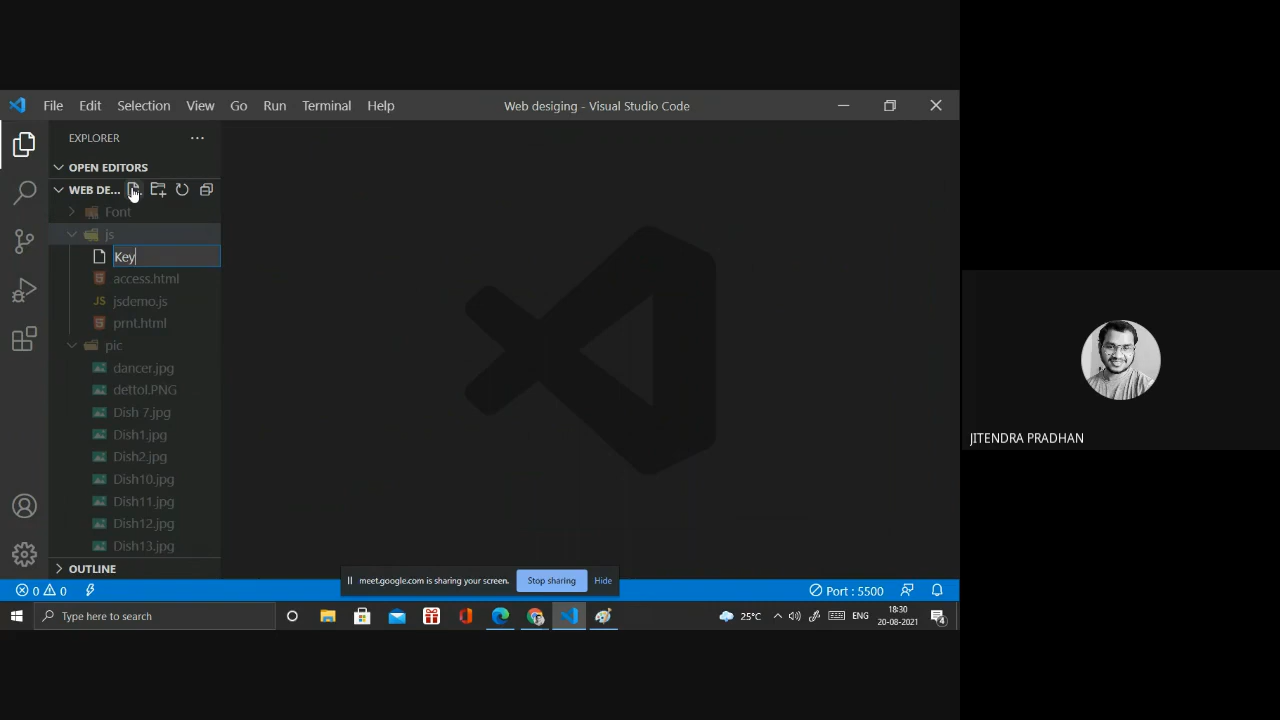 File Edit Selection View Go Run Terminal Help
Web desiging - Visual Studio Code
EXPLORER
OPEN EDITORS
WEB DE...
Font
js
Key
access.html
JS jsdemo.js
prnt.html
pic
dancer.jpg
dettol.PNG
Dish 7.jpg
Dish1.jpg
Dish2.jpg
Dish10.jpg
Dish11.jpg
Dish12.jpg
Dish13.jpg
OUTLINE
meet.google.com is sharing your screen. Stop sharing Hide
0 0
Port : 5500
Type here to search
25°C
ENG
18:30
20-08-2021
4
JITENDRA PRADHAN